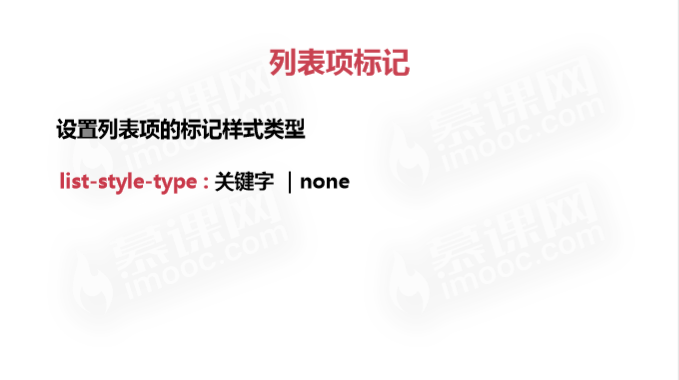 列表项标记
设置列表项的标记样式类型
list-style-type : 关键字 | none
慕课网
imooc.com
慕课网
imooc.com
慕课网
imooc.com
慕课网
imooc.com